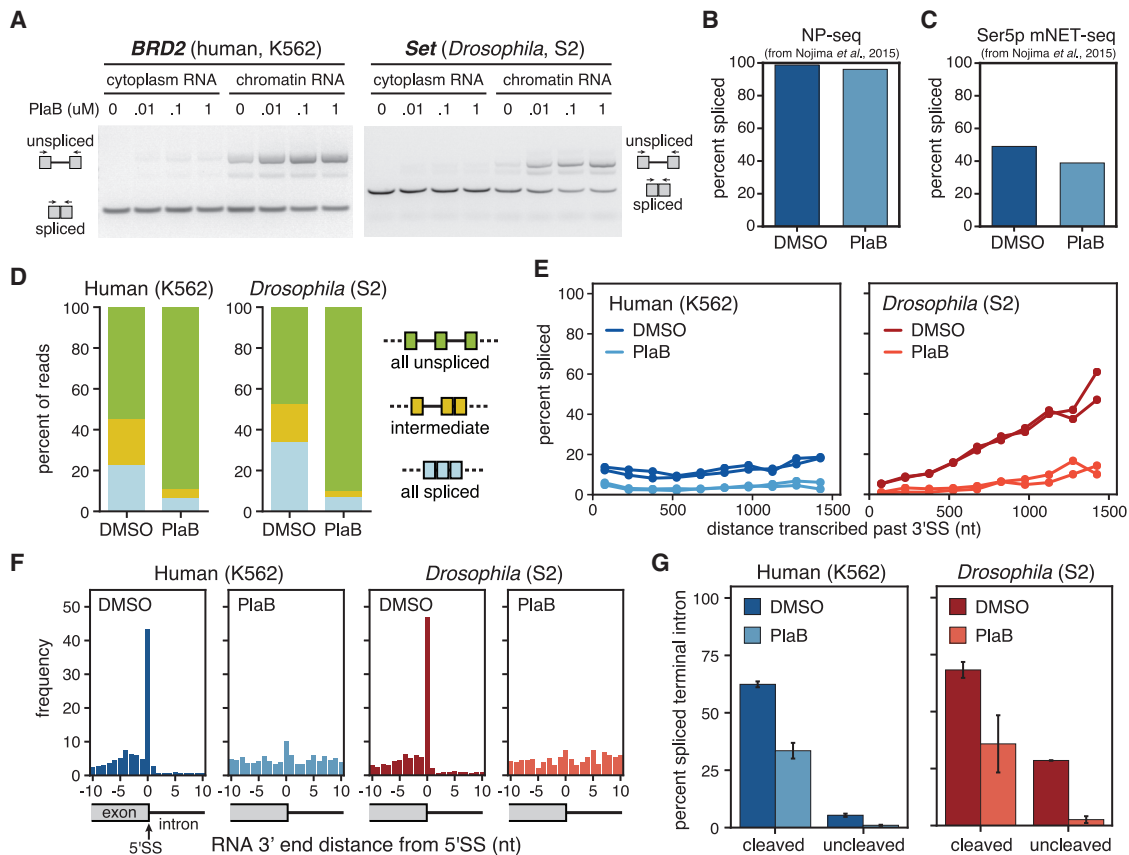 A
BRD2 (human, K562)
Set (Drosophila, S2)
cytoplasm RNA
chromatin RNA
cytoplasm RNA
chromatin RNA
PlaB (uM)
0 .01 .1 1 0 .01 .1 1
0 .01 .1 1 0 .01 .1 1
unspliced
spliced
unspliced
spliced
B
NP-seq
(from Nojima et al., 2015)
percent spliced
100
80
60
40
20
0
DMSO PlaB
C
Ser5p mNET-seq
(from Nojima et al., 2015)
percent spliced
100
80
60
40
20
0
DMSO PlaB
D
Human (K562)
Drosophila (S2)
percent of reads
100
80
60
40
20
0
DMSO PlaB
100
80
60
40
20
0
DMSO PlaB
all unspliced
intermediate
all spliced
E
percent spliced
100
80
60
40
20
0
Human (K562)
DMSO
PlaB
0 500 1000 1500
Drosophila (S2)
DMSO
PlaB
0 500 1000 1500
distance transcribed past 3'SS (nt)
F
Human (K562)
Drosophila (S2)
frequency
50
40
30
20
10
0
DMSO
PlaB
DMSO
PlaB
-10 -5 0 5 10
-10 -5 0 5 10
-10 -5 0 5 10
-10 -5 0 5 10
exon
intron
5'SS
RNA 3' end distance from 5'SS (nt)
G
Human (K562)
Drosophila (S2)
percent spliced terminal intron
100
75
50
25
0
DMSO
PlaB
cleaved uncleaved
DMSO
PlaB
cleaved uncleaved